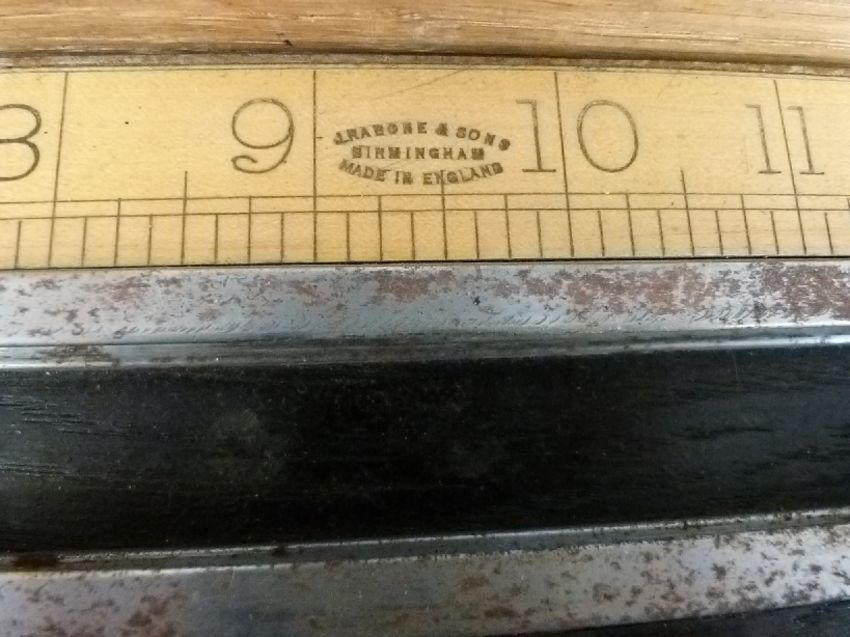 8 9 10 11
J. RABONE & SONS
BIRMINGHAM
MADE IN ENGLAND